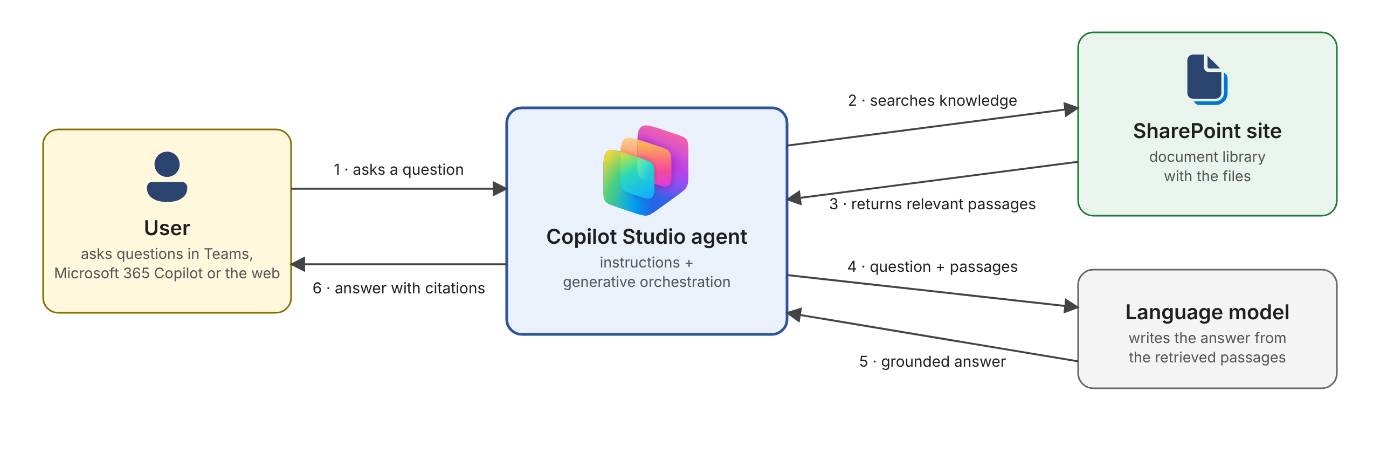 User
asks questions in Teams,
Microsoft 365 Copilot or the web
1 · asks a question
6 · answer with citations
Copilot Studio agent
instructions +
generative orchestration
2 · searches knowledge
3 · returns relevant passages
4 · question + passages
5 · grounded answer
SharePoint site
document library
with the files
Language model
writes the answer from
the retrieved passages